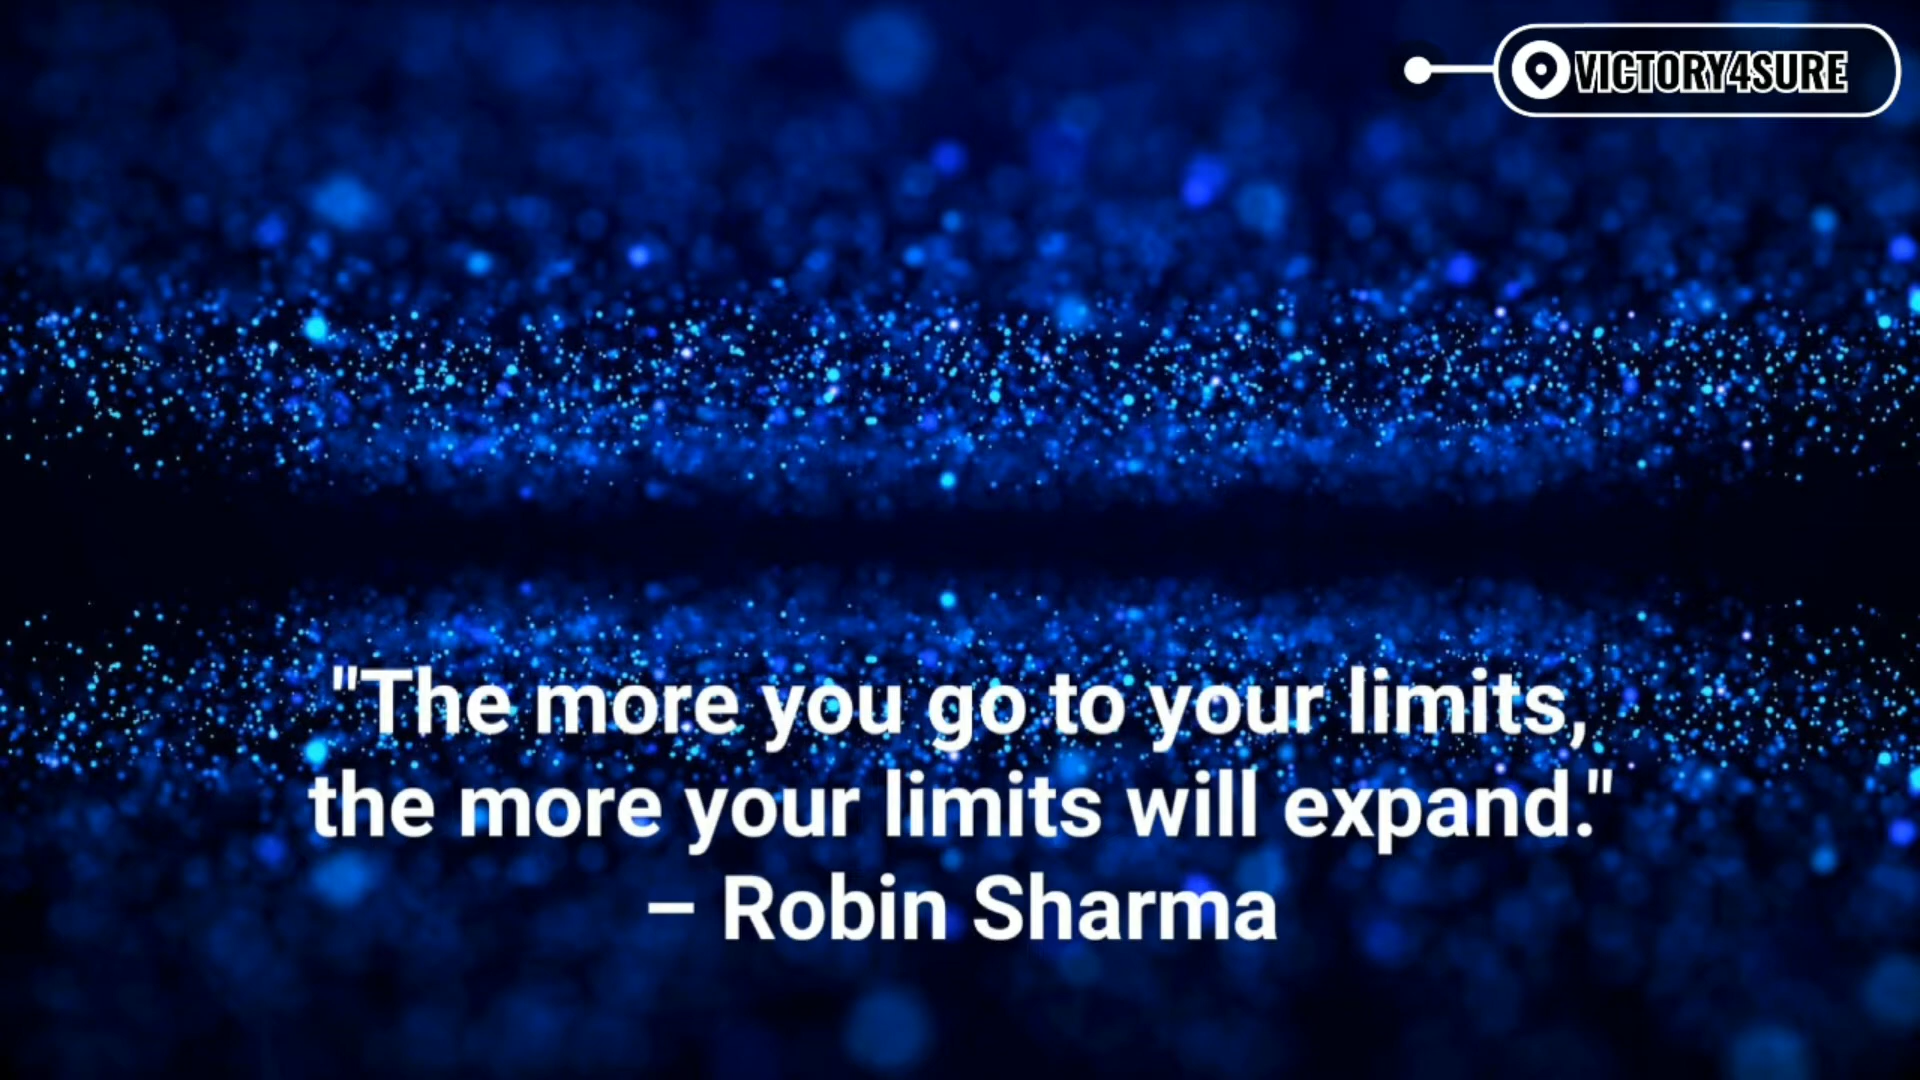 VICTORY4SURE
"The more you go to your limits,
the more your limits will expand."
– Robin Sharma